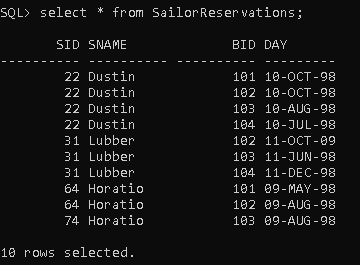 SQL> select * from SailorReservations;
SID SNAME BID DAY
---------- ---------- ---------- ---------
22 Dustin 101 10-OCT-98
22 Dustin 102 10-OCT-98
22 Dustin 103 10-AUG-98
22 Dustin 104 10-JUL-98
31 Lubber 102 11-OCT-09
31 Lubber 103 11-JUN-98
31 Lubber 104 11-DEC-98
64 Horatio 101 09-MAY-98
64 Horatio 102 09-AUG-98
74 Horatio 103 09-AUG-98
10 rows selected.